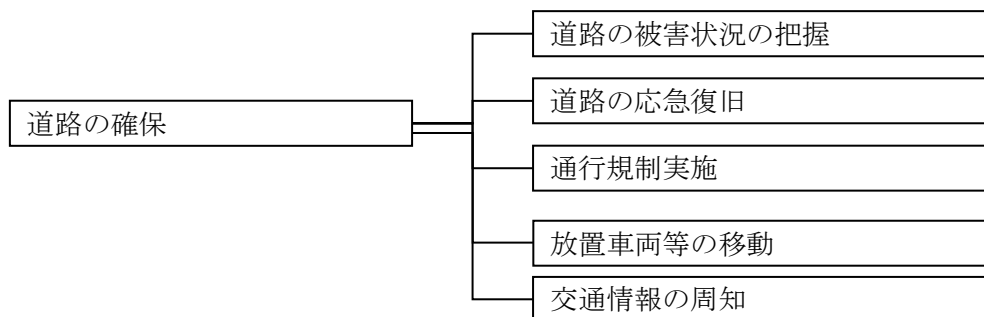 道路の被害状況の把握
道路の応急復旧
道路の確保
通行規制実施
放置車両等の移動
交通情報の周知